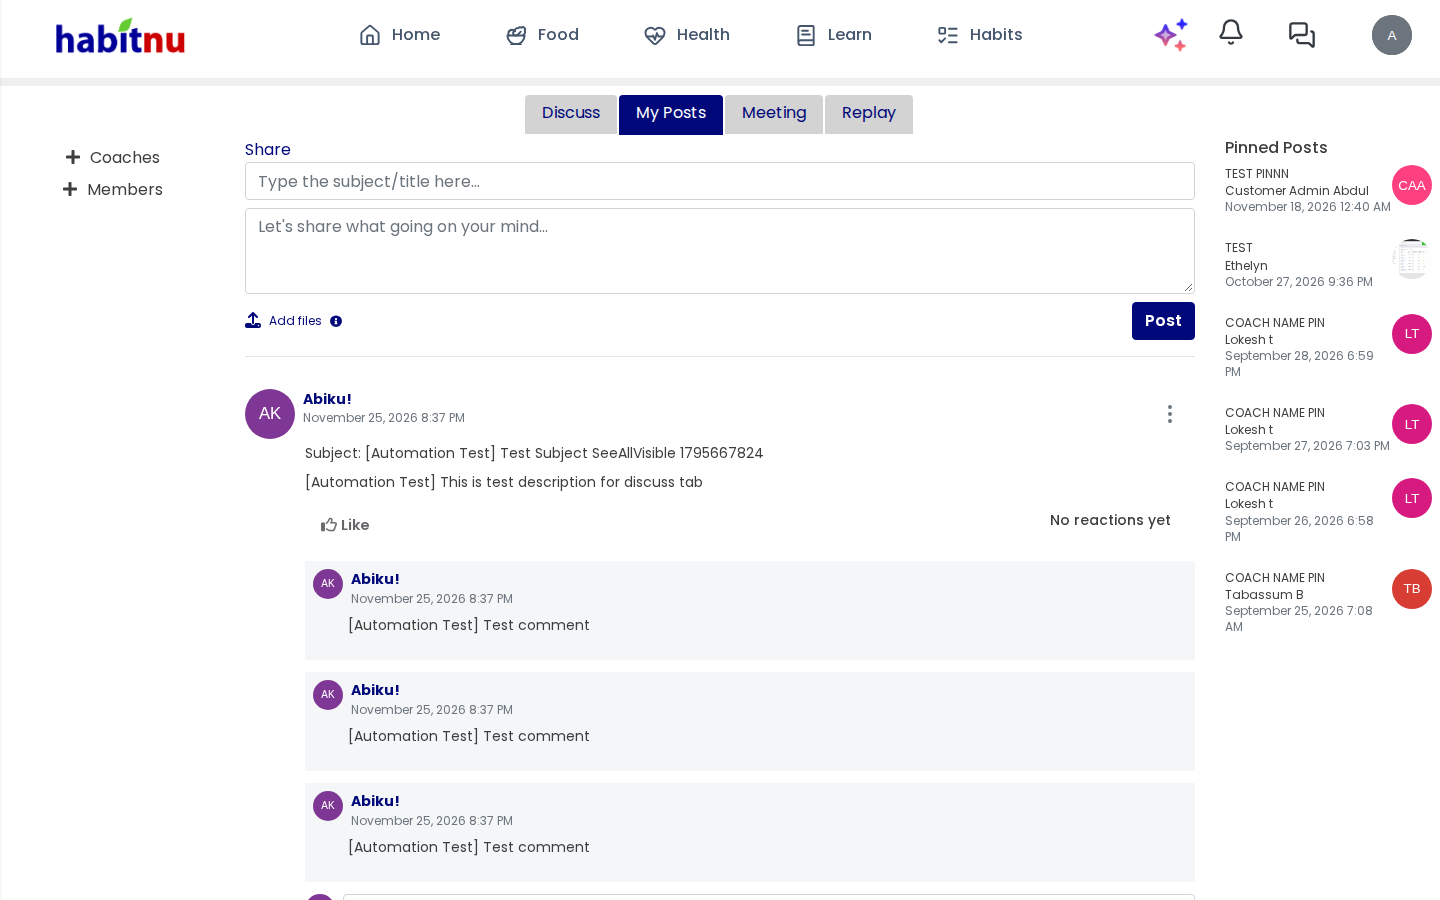 habitnu
Home
Food
Health
Learn
Habits
A
Discuss
My Posts
Meeting
Replay
Coaches
Members
Share
Type the subject/title here...
Let's share what going on your mind...
Add files
Post
AK
Abiku!
November 25, 2026 8:37 PM
Subject: [Automation Test] Test Subject SeeAllVisible 1795667824
[Automation Test] This is test description for discuss tab
Like
No reactions yet
AK
Abiku!
November 25, 2026 8:37 PM
[Automation Test] Test comment
AK
Abiku!
November 25, 2026 8:37 PM
[Automation Test] Test comment
AK
Abiku!
November 25, 2026 8:37 PM
[Automation Test] Test comment
Pinned Posts
TEST PINNN
Customer Admin Abdul
November 18, 2026 12:40 AM
CAA
TEST
Ethelyn
October 27, 2026 9:36 PM
COACH NAME PIN
Lokesh t
September 28, 2026 6:59
PM
LT
COACH NAME PIN
Lokesh t
September 27, 2026 7:03 PM
LT
COACH NAME PIN
Lokesh t
September 26, 2026 6:58
PM
LT
COACH NAME PIN
Tabassum B
September 25, 2026 7:08
AM
TB